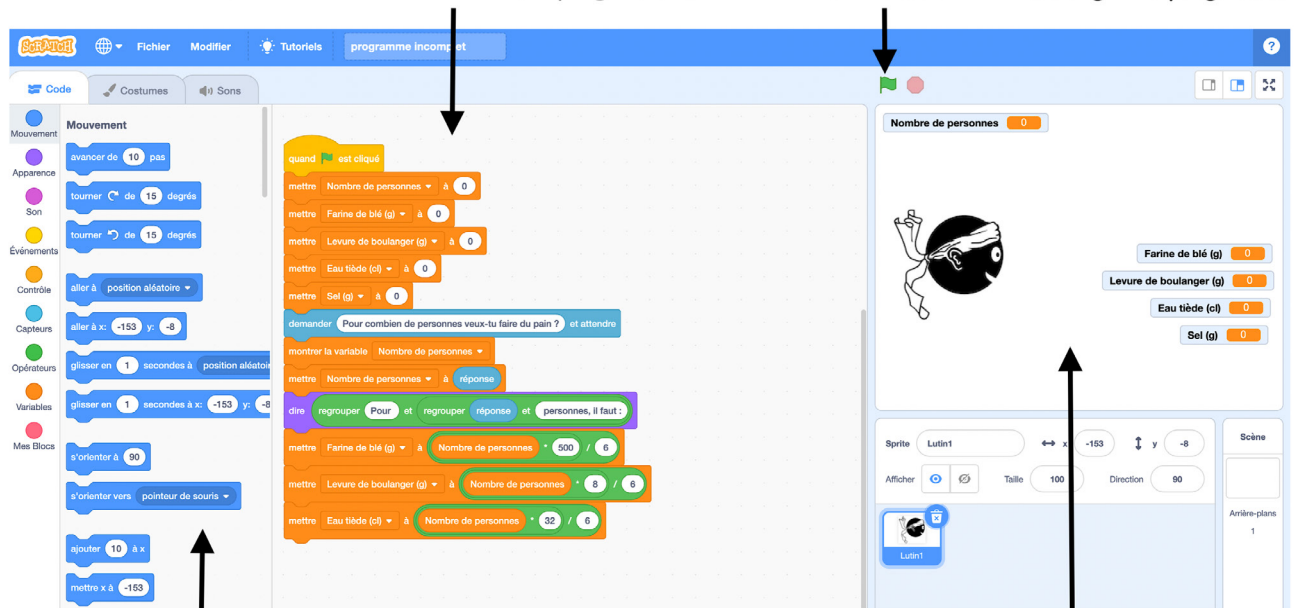 SCRATCH Fichier Modifier Tutoriels programme incomplet
Code Costumes Sons
Mouvement
Apparence
Son
Événements
Contrôle
Capteurs
Opérateurs
Variables
Mes Blocs
Mouvement
avancer de 10 pas
tourner de 15 degrés
tourner de 15 degrés
aller à position aléatoire
aller à x: -153 y: -8
glisser en 1 secondes à position
glisser en 1 secondes à x: -153 y:
s'orienter à 90
s'orienter vers pointeur de souris
ajouter 10 à x
mettre x à -153
quand est cliqué
mettre Nombre de personnes à 0
mettre Farine de blé (g) à 0
mettre Levure de boulanger (g) à 0
mettre Eau tiède (cl) à 0
mettre Sel (g) à 0
demander Pour combien de personnes veux-tu faire du pain ? et attendre
montrer la variable Nombre de personnes
mettre Nombre de personnes à réponse
dire regrouper Pour et regrouper réponse et personnes, il faut :
mettre Farine de blé (g) à Nombre de personnes * 500 / 6
mettre Levure de boulanger (g) à Nombre de personnes * 8 / 6
mettre Eau tiède (cl) à Nombre de personnes * 32 / 6
?
Nombre de personnes 0
Farine de blé (g) 0
Levure de boulanger (g) 0
Eau tiède (cl) 0
Sel (g) 0
Sprite Lutin1 x -153 y -8
Afficher Taille 100 Direction 90
Lutin1
Scène
Arrière-plans
1